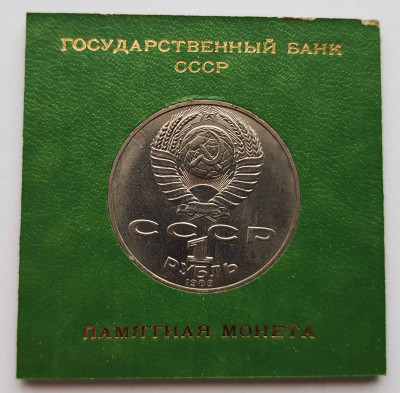 ГОСУДАРСТВЕННЫЙ БАНК
СССР
СССР
1
РУБЛЬ
ПАМЯТНАЯ МОНЕТА